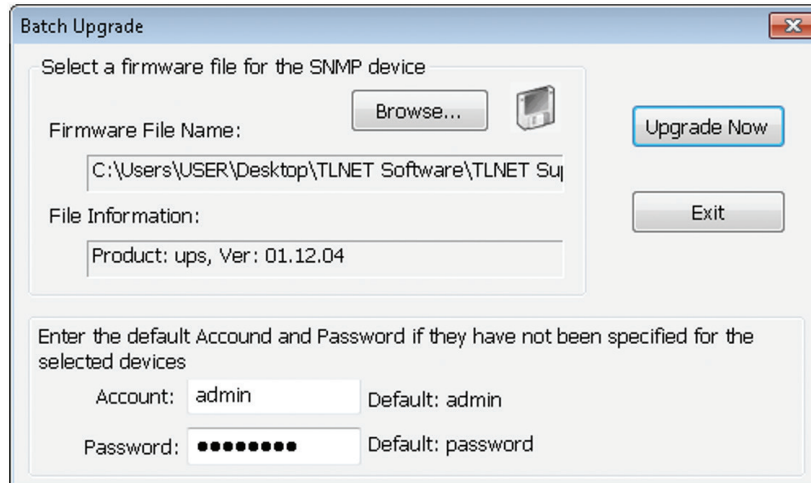 Batch Upgrade
Select a firmware file for the SNMP device
Browse...
Firmware File Name:
Upgrade Now
C:\Users\USER\Desktop\TLNET Software\TLNET Su
File Information:
Exit
Product: ups, Ver: 01.12.04
Enter the default Accound and Password if they have not been specified for the
selected devices
Account: admin Default: admin
Password: ●●●●●●●● Default: password